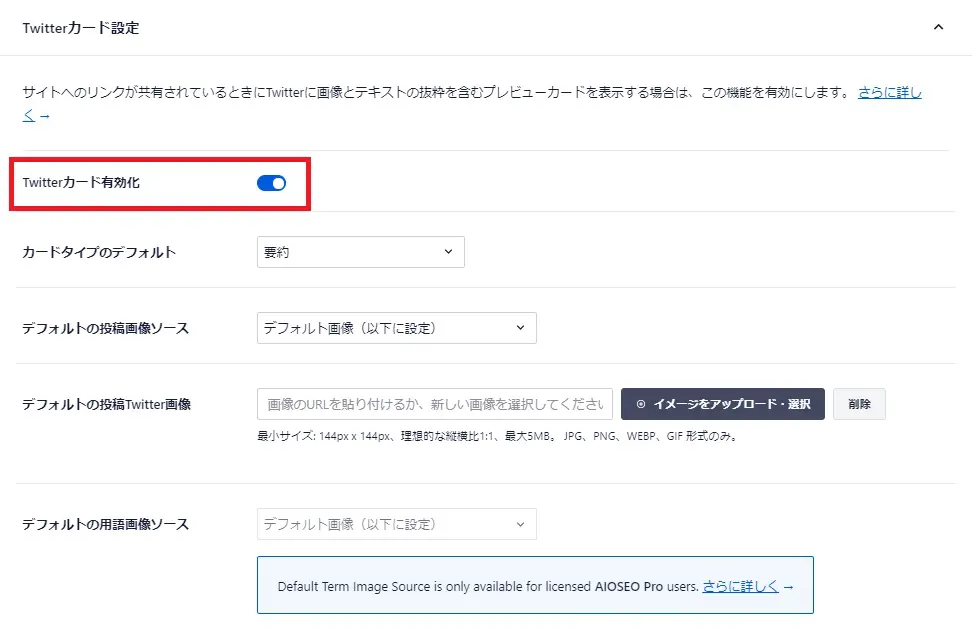 Twitterカード設定
サイトへのリンクが共有されているときにTwitterに画像とテキストの抜粋を含むプレビューカードを表示する場合は、この機能を有効にします。 さらに詳し
く →
Twitterカード有効化
カードタイプのデフォルト
要約
デフォルトの投稿画像ソース
デフォルト画像（以下に設定）
デフォルトの投稿Twitter画像
画像のURLを貼り付けるか、新しい画像を選択してください
イメージをアップロード・選択
削除
最小サイズ: 144px x 144px、理想的な縦横比1:1、最大5MB。 JPG、PNG、WEBP、GIF 形式のみ。
デフォルトの用語画像ソース
デフォルト画像（以下に設定）
Default Term Image Source is only available for licensed AIOSEO Pro users. さらに詳しく →